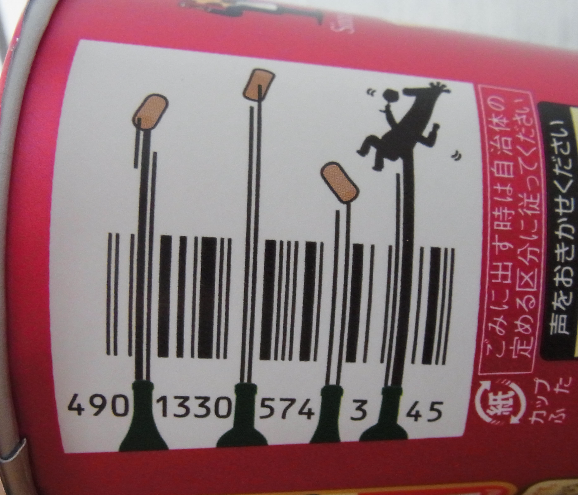 490 1330 574 3 45
ごみに出す時は自治体の
定める区分に従ってください
声をおきかせください
紙
カップ
ふた